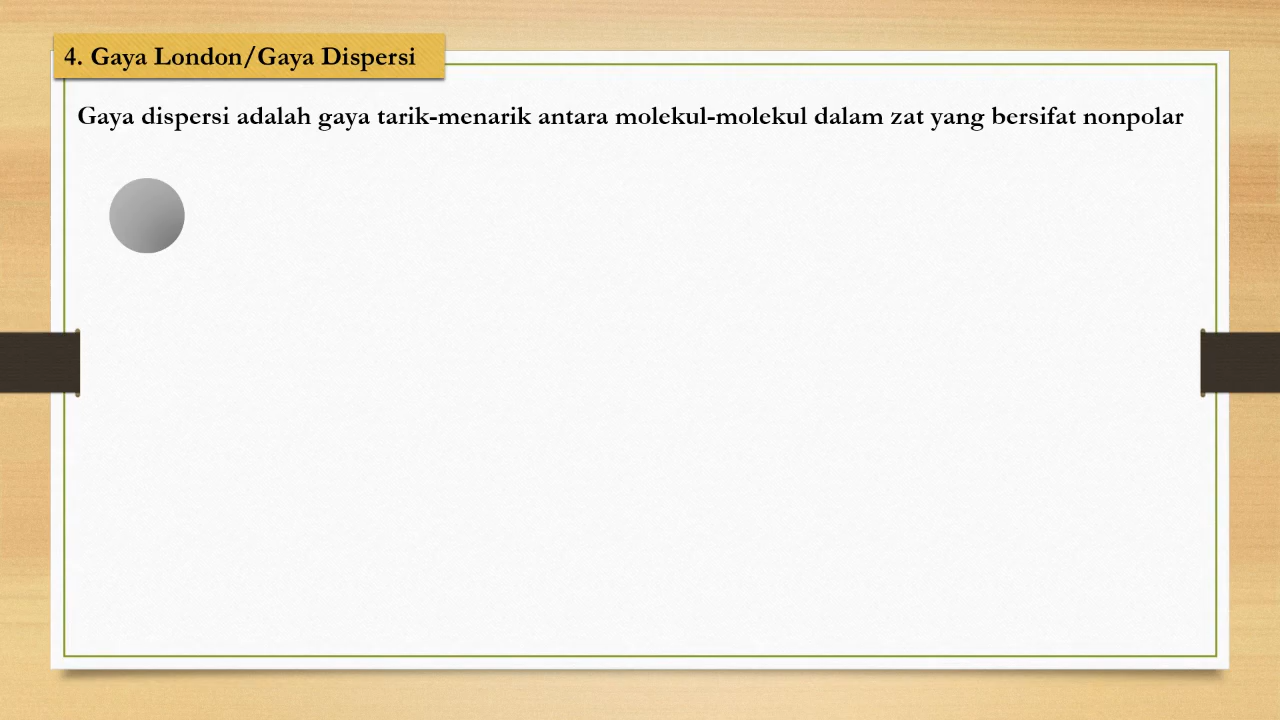 4. Gaya London/Gaya Dispersi
Gaya dispersi adalah gaya tarik-menarik antara molekul-molekul dalam zat yang bersifat nonpolar